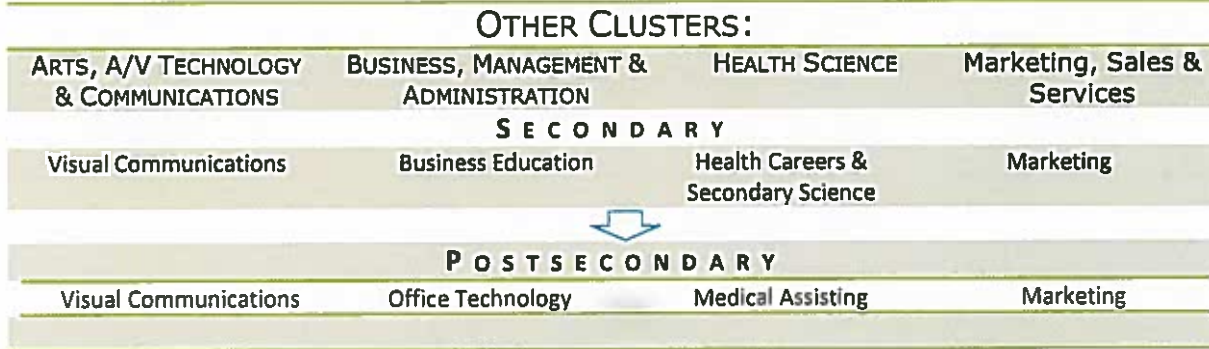 OTHER CLUSTERS:
ARTS, A/V TECHNOLOGY BUSINESS, MANAGEMENT & HEALTH SCIENCE Marketing, Sales &
& COMMUNICATIONS ADMINISTRATION Services
SECONDARY
Visual Communications Business Education Health Careers & Marketing
Secondary Science
POSTSECONDARY
Visual Communications Office Technology Medical Assisting Marketing